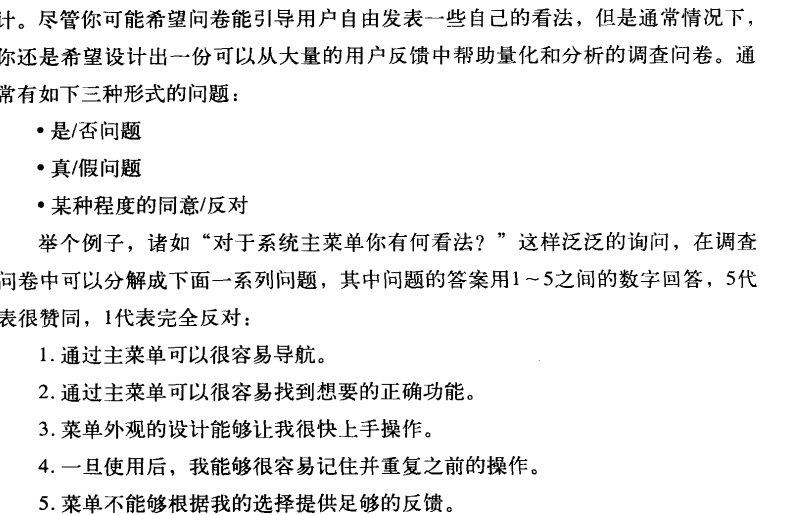 计。尽管你可能希望问卷能引导用户自由发表一些自己的看法，但是通常情况下，
你还是希望设计出一份可以从大量的用户反馈中帮助量化和分析的调查问卷。通
常有如下三种形式的问题：
• 是/否问题
• 真/假问题
• 某种程度的同意/反对
举个例子，诸如“对于系统主菜单你有何看法？”这样泛泛的询问，在调查
问卷中可以分解成下面一系列问题，其中问题的答案用1～5之间的数字回答，5代
表很赞同，1代表完全反对：
1. 通过主菜单可以很容易导航。
2. 通过主菜单可以很容易找到想要的正确功能。
3. 菜单外观的设计能够让我很快上手操作。
4. 一旦使用后，我能够很容易记住并重复之前的操作。
5. 菜单不能够根据我的选择提供足够的反馈。